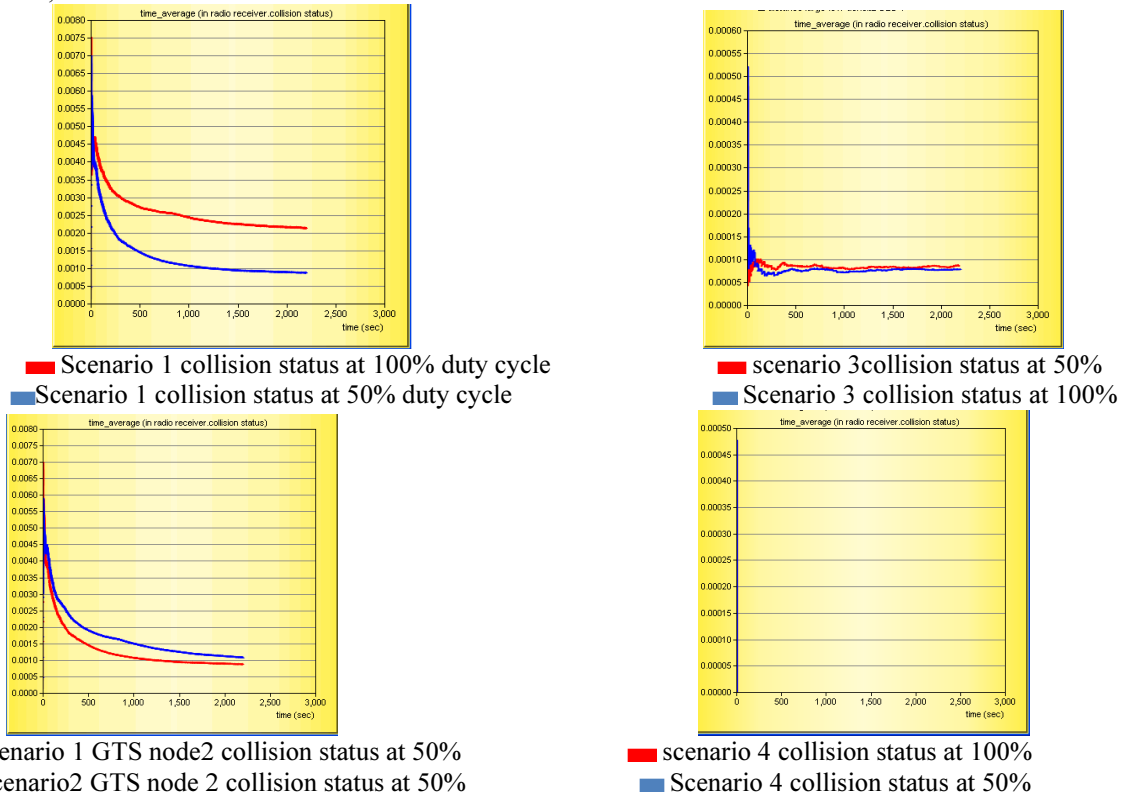 time_average (in radio receiver.collision status)
0.0080
0.0075
0.0070
0.0065
0.0060
0.0055
0.0050
0.0045
0.0040
0.0035
0.0030
0.0025
0.0020
0.0015
0.0010
0.0005
0.0000
0 500 1,000 1,500 2,000 2,500 3,000
time (sec)
Scenario 1 collision status at 100% duty cycle
Scenario 1 collision status at 50% duty cycle
time_average (in radio receiver.collision status)
0.00060
0.00055
0.00050
0.00045
0.00040
0.00035
0.00030
0.00025
0.00020
0.00015
0.00010
0.00005
0.00000
0 500 1,000 1,500 2,000 2,500 3,000
time (sec)
scenario 3collision status at 50%
Scenario 3 collision status at 100%
time_average (in radio receiver.collision status)
0.0080
0.0075
0.0070
0.0065
0.0060
0.0055
0.0050
0.0045
0.0040
0.0035
0.0030
0.0025
0.0020
0.0015
0.0010
0.0005
0.0000
0 500 1,000 1,500 2,000 2,500 3,000
time (sec)
enario 1 GTS node2 collision status at 50%
cenario2 GTS node 2 collision status at 50%
time_average (in radio receiver.collision status)
0.00050
0.00045
0.00040
0.00035
0.00030
0.00025
0.00020
0.00015
0.00010
0.00005
0.00000
0 500 1,000 1,500 2,000 2,500 3,000
time (sec)
scenario 4 collision status at 100%
Scenario 4 collision status at 50%